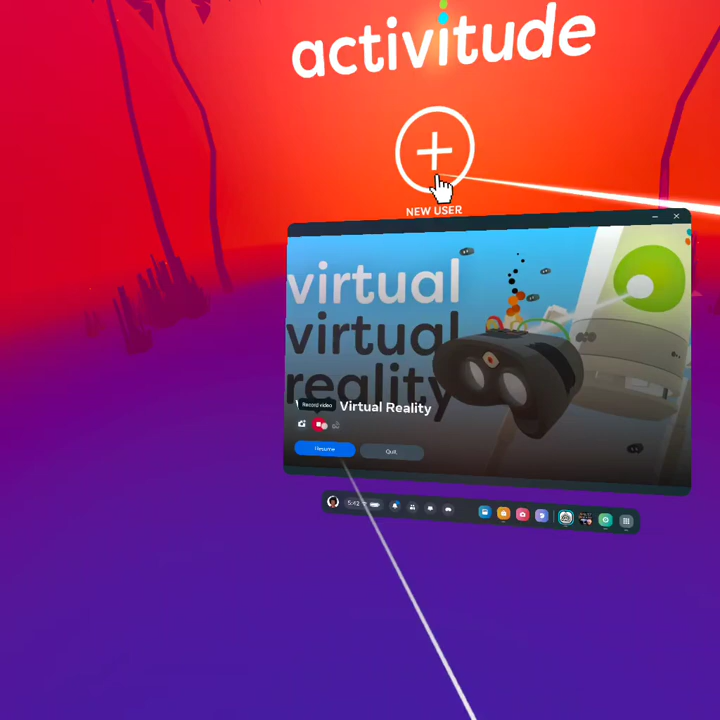 activitude
NEW USER
virtual
virtual
reality
Virtual Reality
Record video
Resume
Quit
5:42